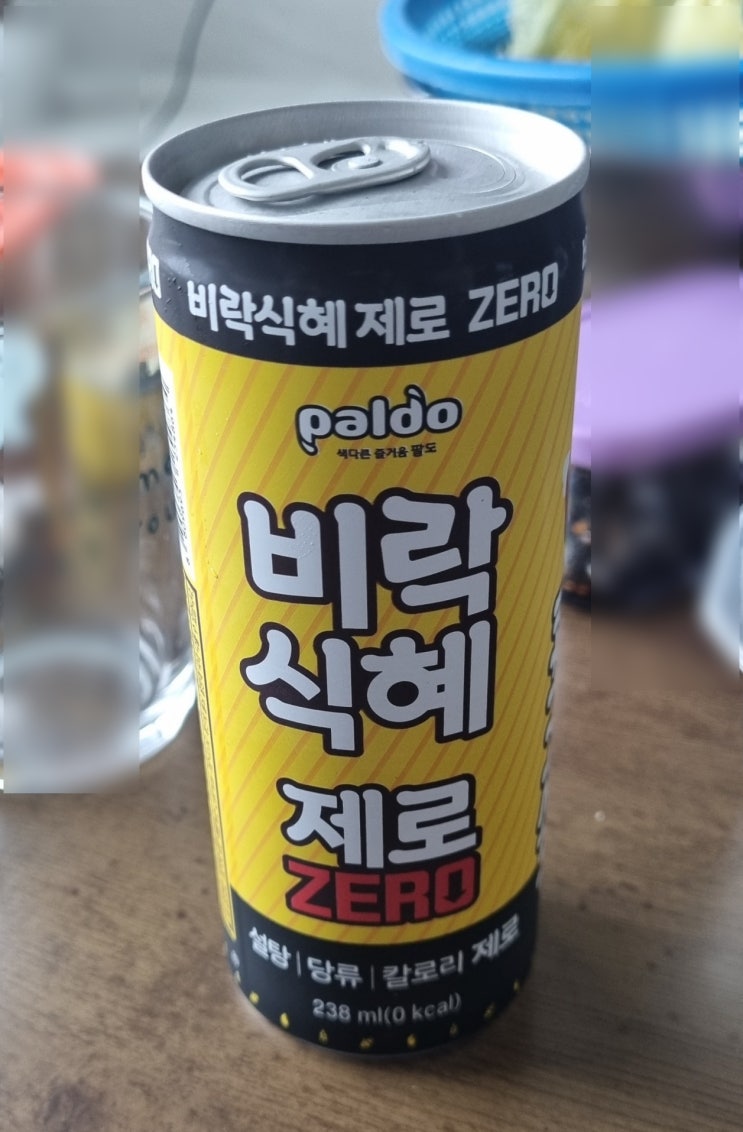 비락식혜 제로 ZERO
paldo
색다른 즐거움 팔도
비락
식혜
제로
ZERO
설탕 | 당류 | 칼로리 제로
238 ml(0 kcal)